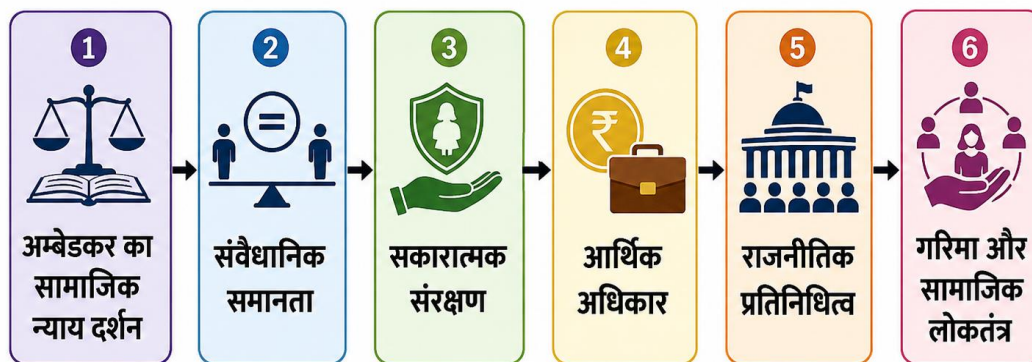 1
अम्बेडकर का
सामाजिक
न्याय दर्शन
2
=
संवैधानिक
समानता
3
सकारात्मक
संरक्षण
4
₹
आर्थिक
अधिकार
5
राजनीतिक
प्रतिनिधित्व
6
गरिमा और
सामाजिक
लोकतंत्र